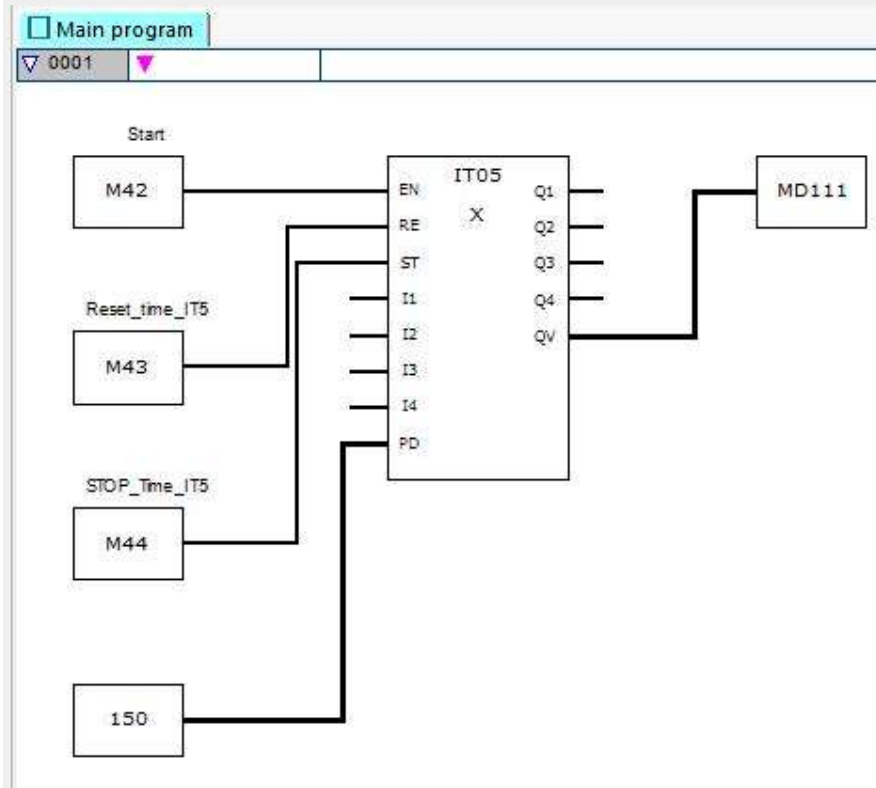 Main program
0001
Start
M42
IT05
X
MD111
EN
Q1
RE
Q2
ST
Q3
I1
Q4
I2
QV
I3
I4
PD
Reset_time_IT5
M43
STOP_Time_IT5
M44
150